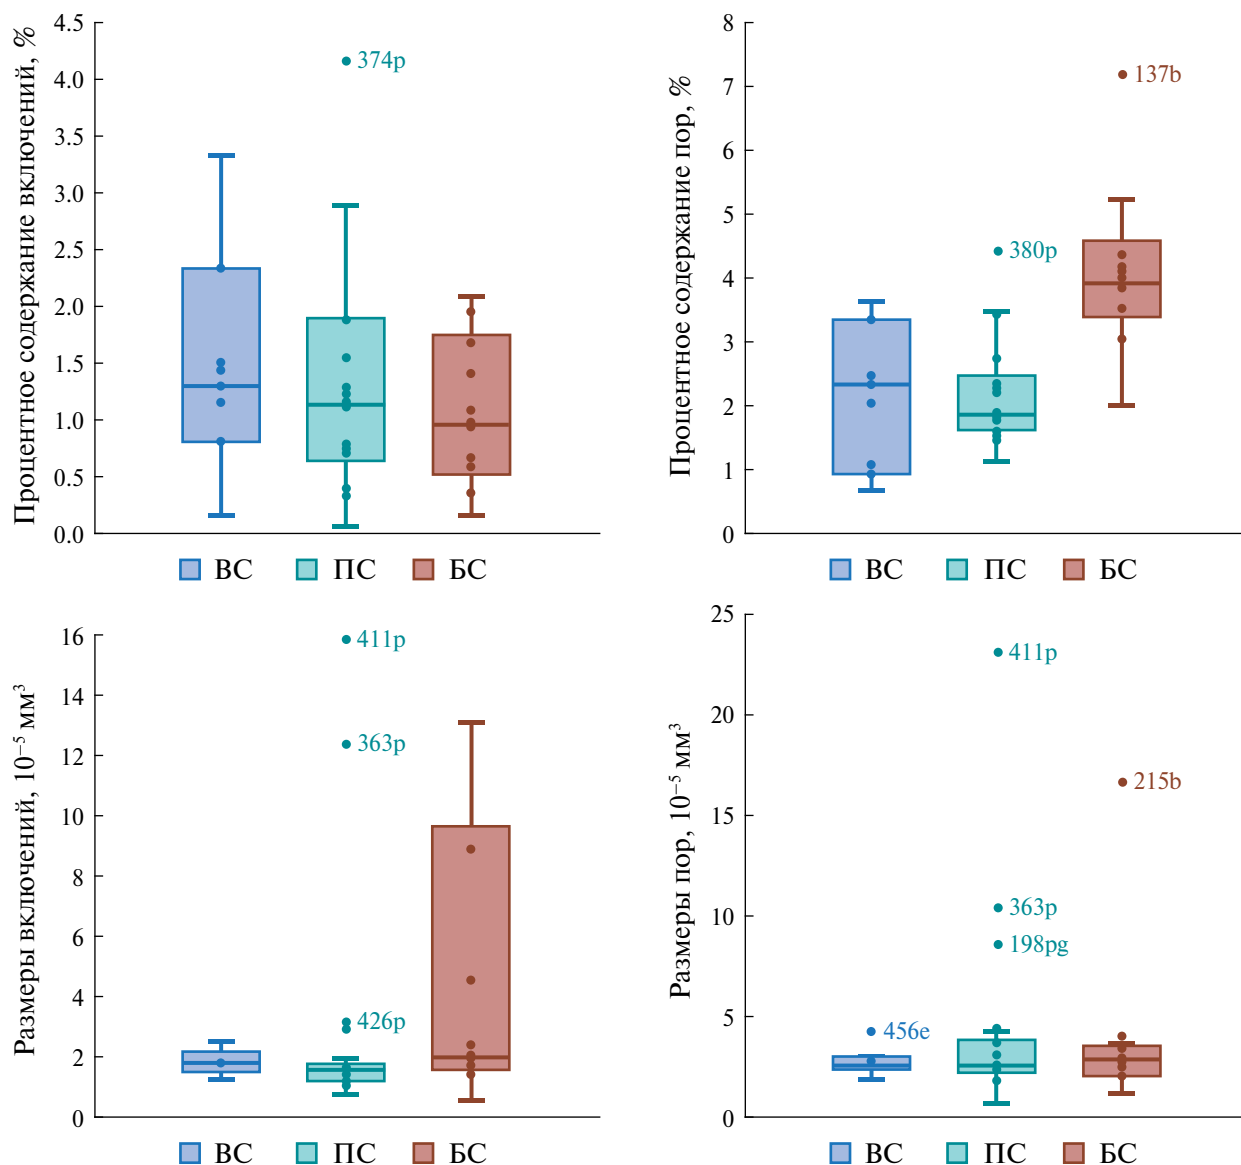 Процентное содержание включений, %
4.5
4.0
3.5
3.0
2.5
2.0
1.5
1.0
0.5
0.0
374p
ВС ПС БС
Процентное содержание пор, %
8
7
6
5
4
3
2
1
0
137b
380p
ВС ПС БС
Размеры включений, 10⁻⁵ мм³
16
14
12
10
8
6
4
2
0
411p
363p
426p
ВС ПС БС
Размеры пор, 10⁻⁵ мм³
25
20
15
10
5
0
411p
215b
363p
198pg
456e
ВС ПС БС